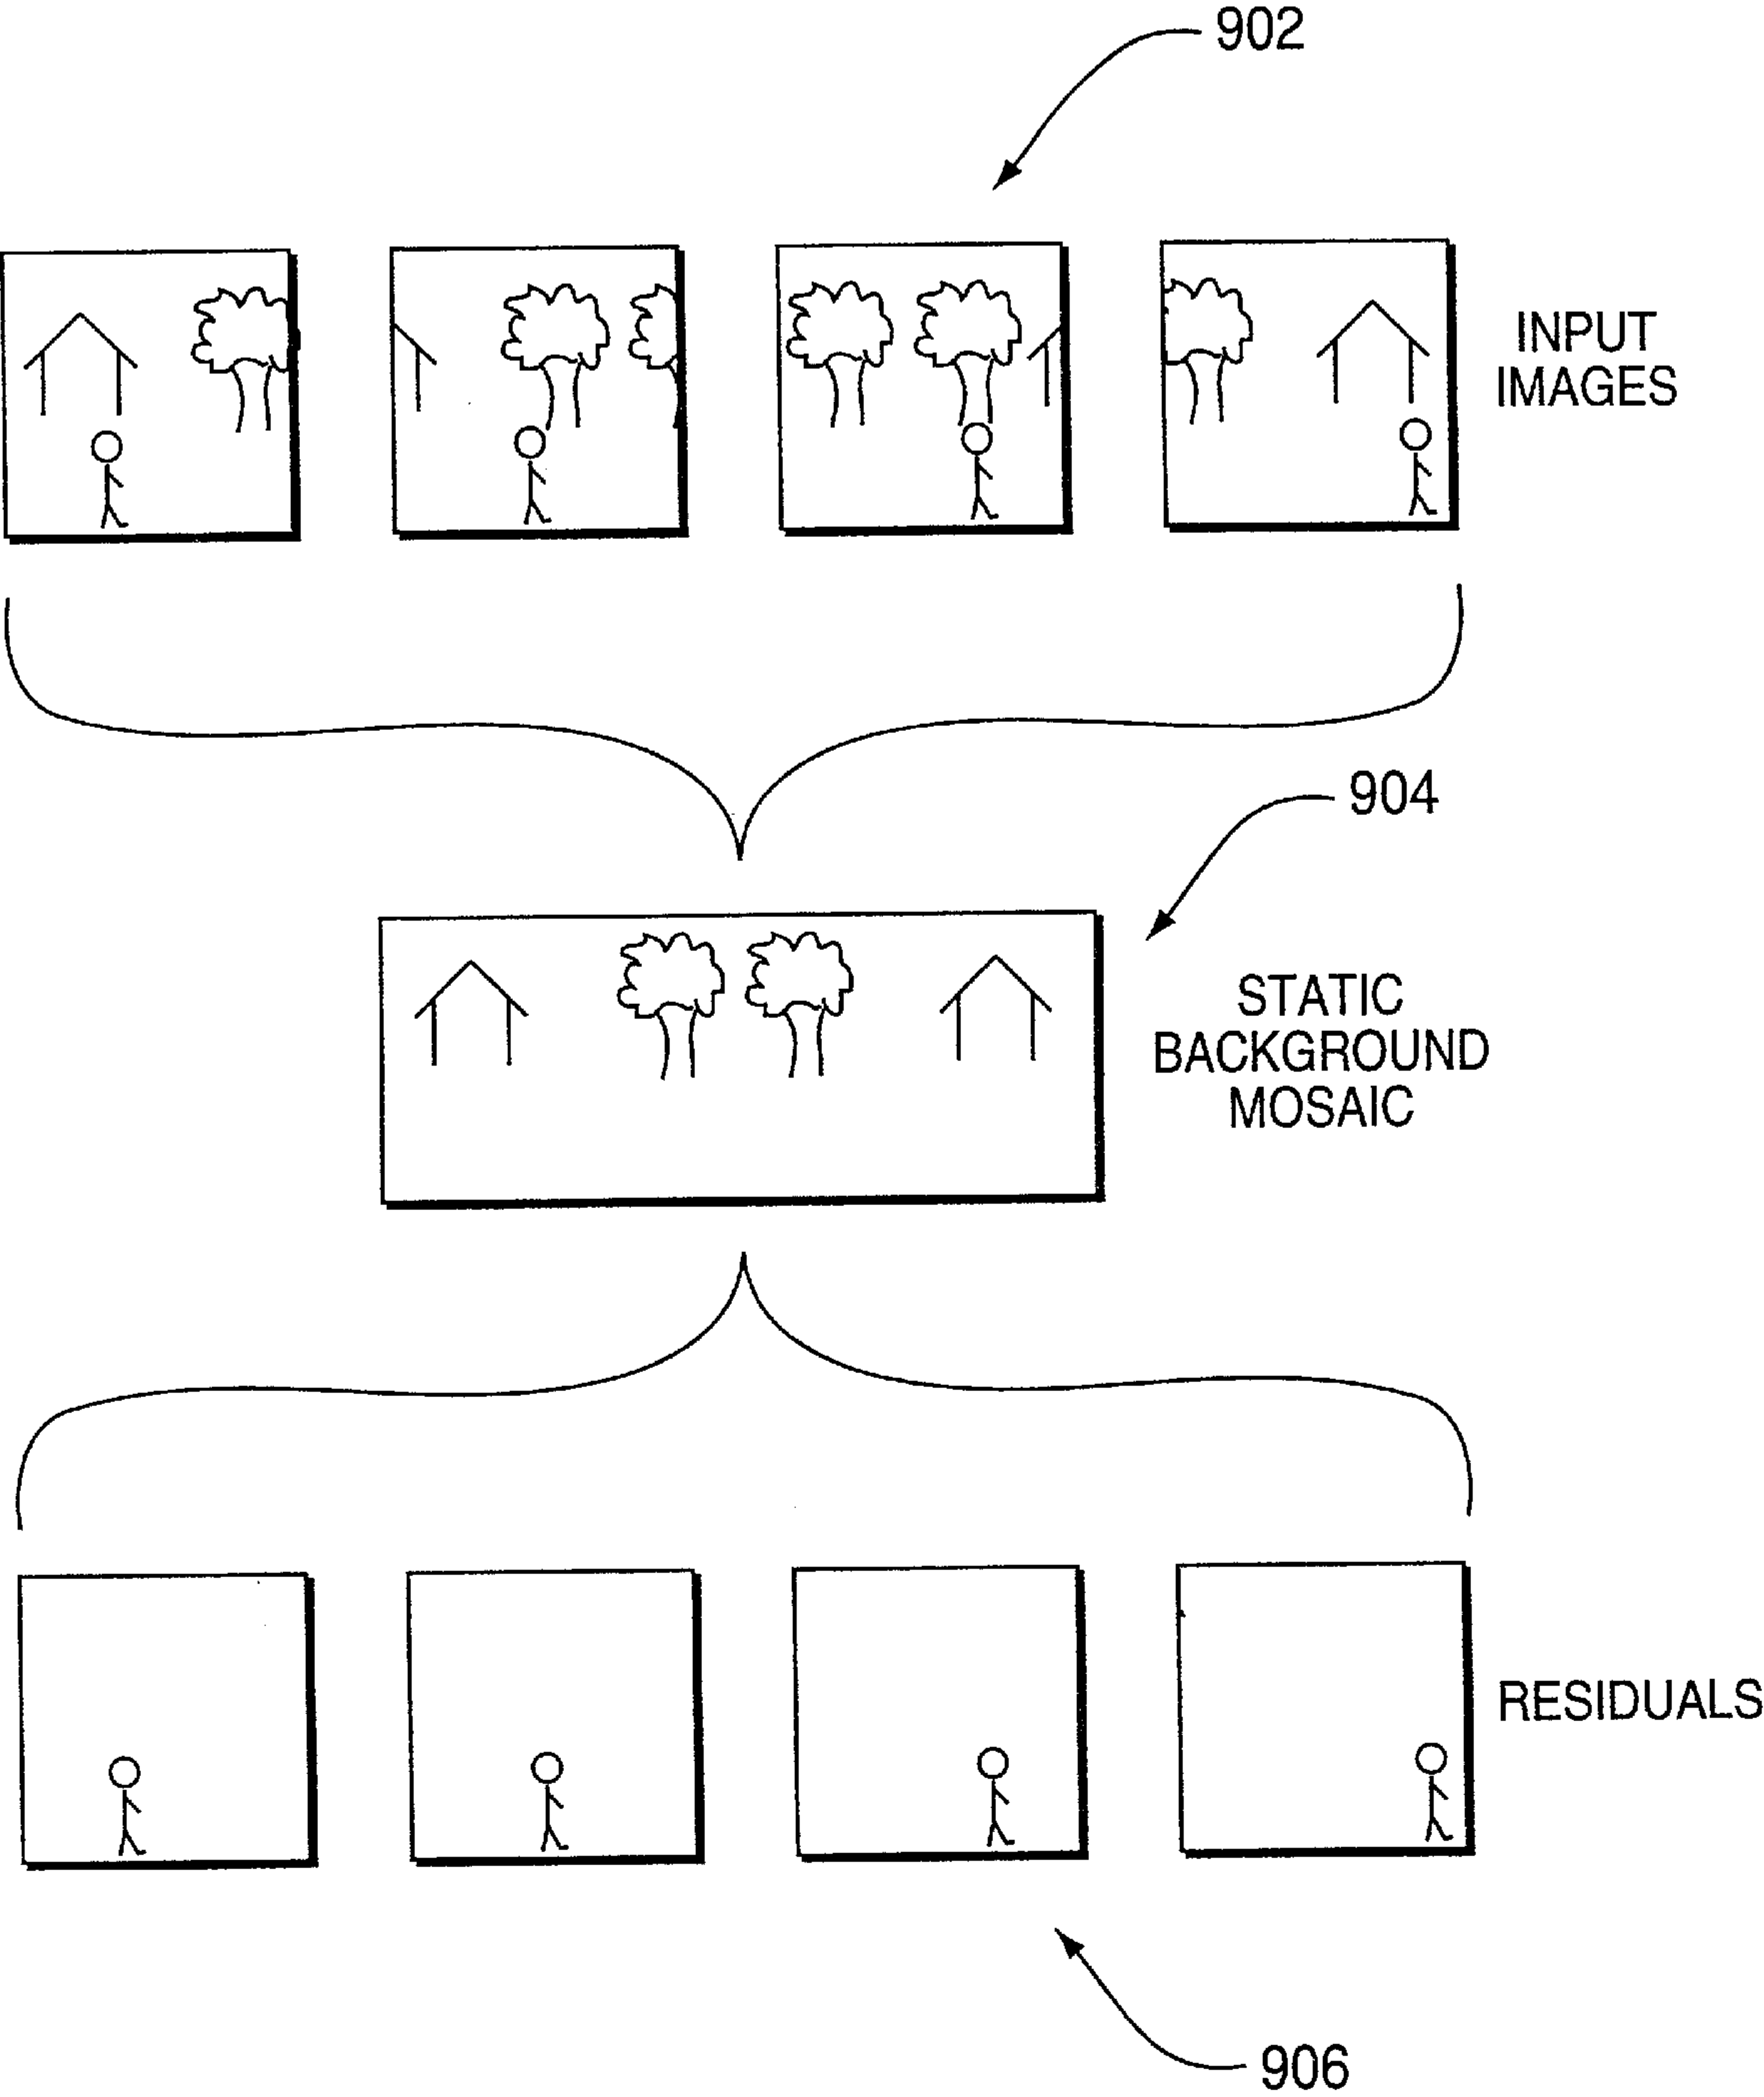 902
INPUT
IMAGES
904
STATIC
BACKGROUND
MOSAIC
RESIDUALS
906